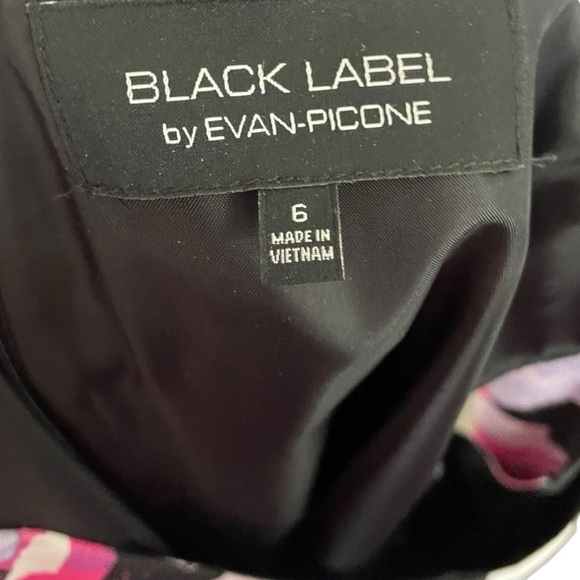 BLACK LABEL
by EVAN-PICONE
6
MADE IN
VIETNAM